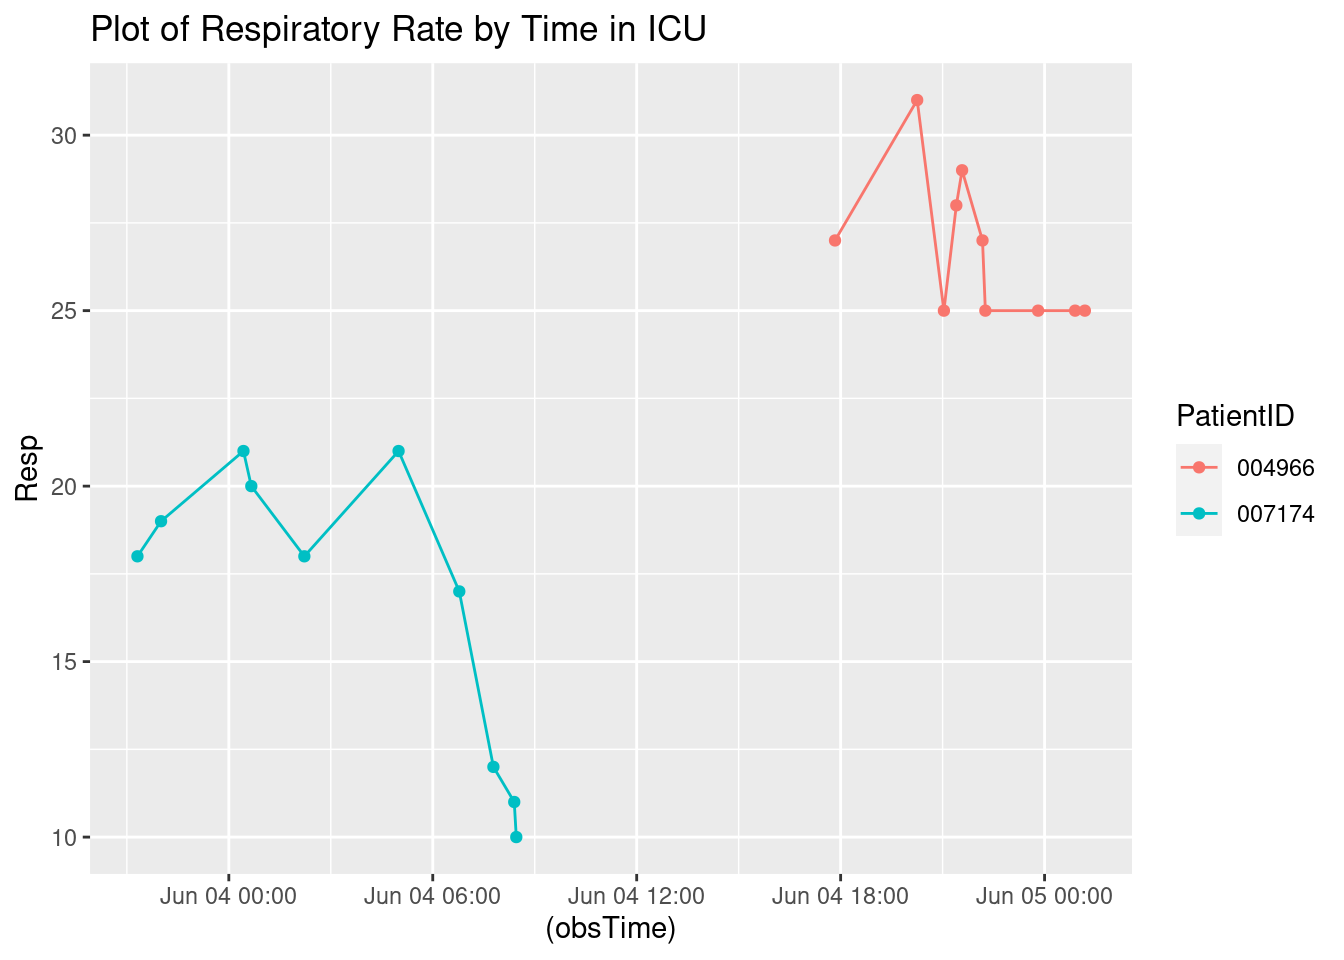 Plot of Respiratory Rate by Time in ICU
30
25
20
15
10
Resp
Jun 04 00:00
Jun 04 06:00
Jun 04 12:00
Jun 04 18:00
Jun 05 00:00
(obsTime)
PatientID
004966
007174